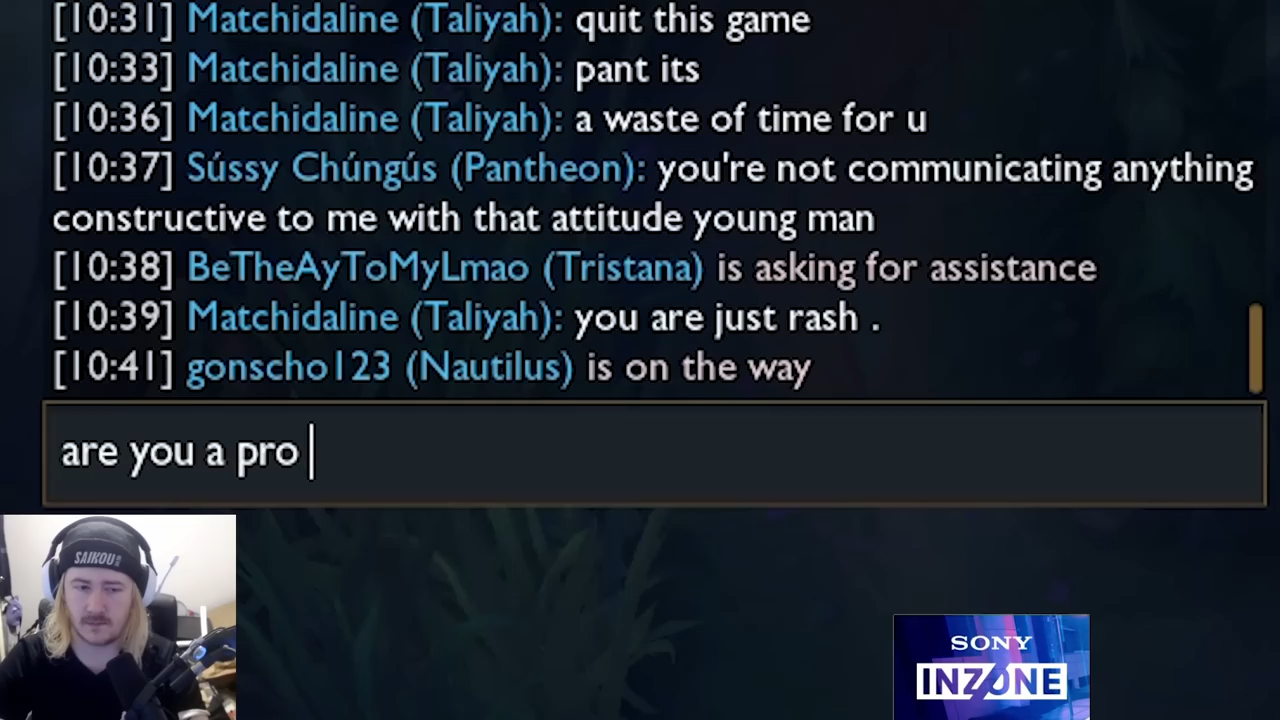 [10:31] Matchidaline (Taliyah): quit this game
[10:33] Matchidaline (Taliyah): pant its
[10:36] Matchidaline (Taliyah): a waste of time for u
[10:37] Sússy Chúngús (Pantheon): you're not communicating anything
constructive to me with that attitude young man
[10:38] BeTheAyToMyLmao (Tristana) is asking for assistance
[10:39] Matchidaline (Taliyah): you are just rash .
[10:41] gonscho123 (Nautilus) is on the way
are you a pro
SAIKOU
SONY
INZONE